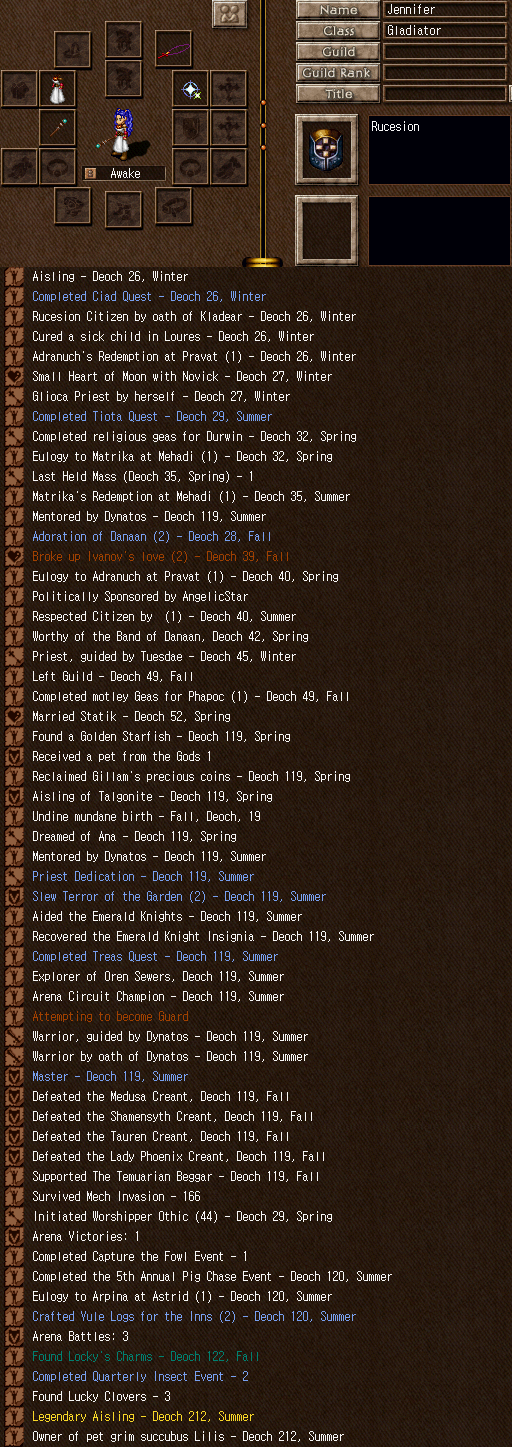 Name Jennifer
Class Gladiator
Guild
Guild Rank
Title
Rucesion
Awake
Aisling - Deoch 26, Winter
Completed Ciad Quest - Deoch 26, Winter
Rucesion Citizen by oath of Kladear - Deoch 26, Winter
Cured a sick child in Loures - Deoch 26, Winter
Adranuch's Redemption at Pravat (1) - Deoch 26, Winter
Small Heart of Moon with Novick - Deoch 27, Winter
Glioca Priest by herself - Deoch 27, Winter
Completed Tiota Quest - Deoch 29, Summer
Completed religious geas for Durwin - Deoch 32, Spring
Eulogy to Matrika at Mehadi (1) - Deoch 32, Spring
Last Held Mass (Deoch 35, Spring) - 1
Matrika's Redemption at Mehadi (1) - Deoch 35, Summer
Mentored by Dynatos - Deoch 119, Summer
Adoration of Danaan (2) - Deoch 28, Fall
Broke up Ivanov's love (2) - Deoch 39, Fall
Eulogy to Adranuch at Pravat (1) - Deoch 40, Spring
Politically Sponsored by AngelicStar
Respected Citizen by  (1) - Deoch 40, Summer
Worthy of the Band of Danaan, Deoch 42, Spring
Priest, guided by Tuesdae - Deoch 45, Winter
Left Guild - Deoch 49, Fall
Completed motley Geas for Phapoc (1) - Deoch 49, Fall
Married Statik - Deoch 52, Spring
Found a Golden Starfish - Deoch 119, Spring
Received a pet from the Gods 1
Reclaimed Gillam's precious coins - Deoch 119, Spring
Aisling of Talgonite - Deoch 119, Spring
Undine mundane birth - Fall, Deoch, 19
Dreamed of Ana - Deoch 119, Spring
Mentored by Dynatos - Deoch 119, Summer
Priest Dedication - Deoch 119, Summer
Slew Terror of the Garden (2) - Deoch 119, Summer
Aided the Emerald Knights - Deoch 119, Summer
Recovered the Emerald Knight Insignia - Deoch 119, Summer
Completed Treas Quest - Deoch 119, Summer
Explorer of Oren Sewers, Deoch 119, Summer
Arena Circuit Champion - Deoch 119, Summer
Attempting to become Guard
Warrior, guided by Dynatos - Deoch 119, Summer
Warrior by oath of Dynatos - Deoch 119, Summer
Master - Deoch 119, Summer
Defeated the Medusa Creant, Deoch 119, Fall
Defeated the Shamensyth Creant, Deoch 119, Fall
Defeated the Tauren Creant, Deoch 119, Fall
Defeated the Lady Phoenix Creant, Deoch 119, Fall
Supported The Temuarian Beggar - Deoch 119, Fall
Survived Mech Invasion - 166
Initiated Worshipper Othic (44) - Deoch 29, Spring
Arena Victories: 1
Completed Capture the Fowl Event - 1
Completed the 5th Annual Pig Chase Event - Deoch 120, Summer
Eulogy to Arpina at Astrid (1) - Deoch 120, Summer
Crafted Yule Logs for the Inns (2) - Deoch 120, Summer
Arena Battles: 3
Found Locky's Charms - Deoch 122, Fall
Completed Quarterly Insect Event - 2
Found Lucky Clovers - 3
Legendary Aisling - Deoch 212, Summer
Owner of pet grim succubus Lilis - Deoch 212, Summer